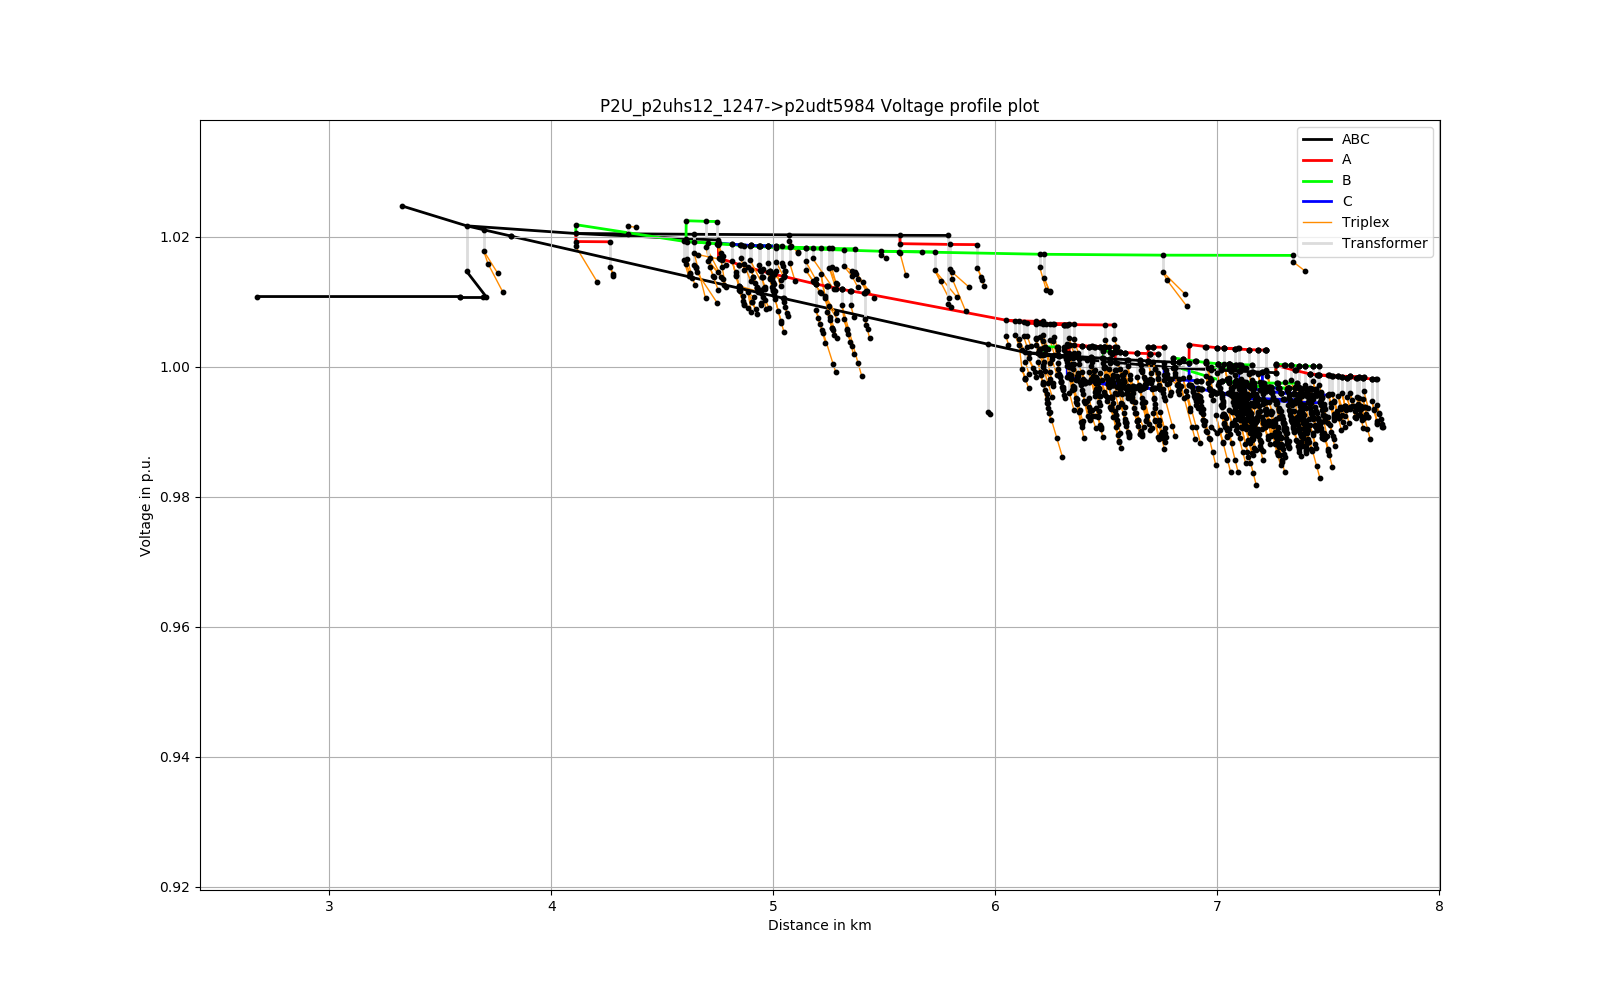 P2U_p2uhs12_1247->p2udt5984 Voltage profile plot
ABC
A
B
C
Triplex
Transformer
1.02
1.00
0.98
0.96
0.94
0.92
Voltage in p.u.
3
4
5
6
7
8
Distance in km